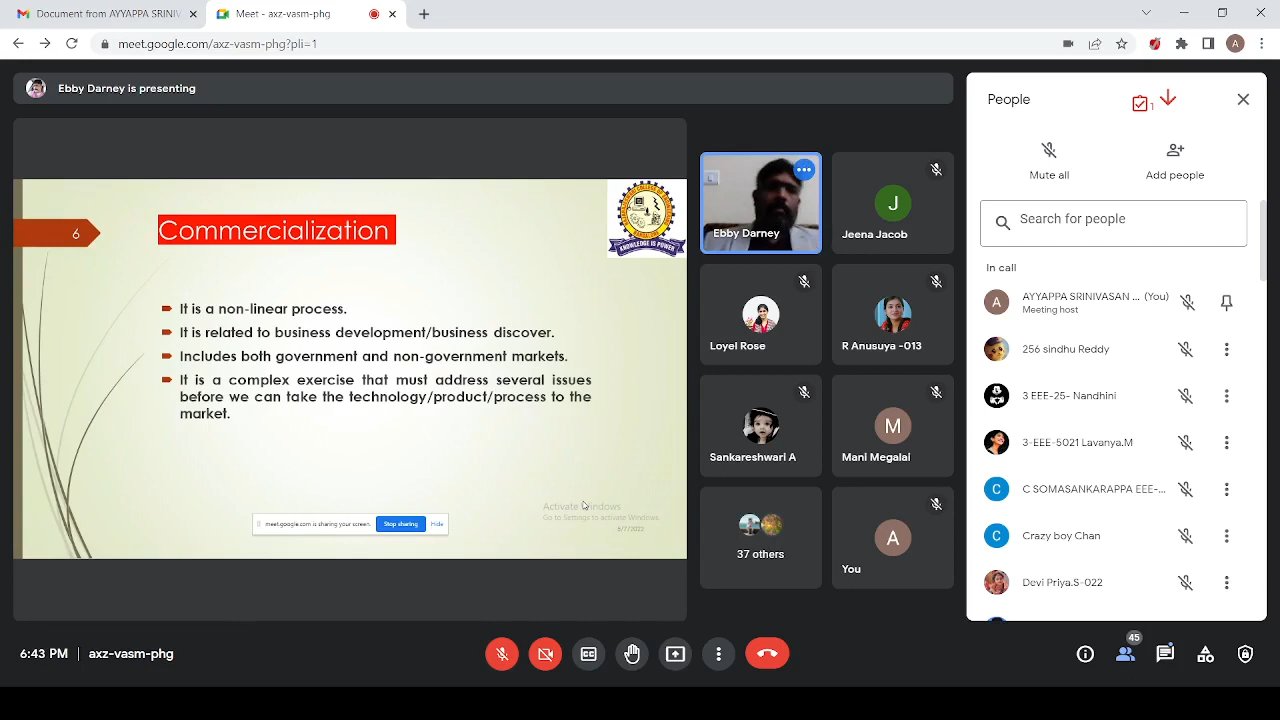 Document from AYYAPPA SRINIV
Meet - axz-vasm-phg
meet.google.com/axz-vasm-phg?pli=1
A
Ebby Darney is presenting
6
Commercialization
KNOWLEDGE IS POWER
It is a non-linear process.
It is related to business development/business discover.
Includes both government and non-government markets.
It is a complex exercise that must address several issues
before we can take the technology/product/process to the
market.
Activate Windows
Go to Settings to activate Windows.
meet.google.com is sharing your screen.
Stop sharing
Hide
8/7/2022
Ebby Darney
J
Jeena Jacob
Loyel Rose
R Anusuya -013
Sankareshwari A
M
Mani Megalai
37 others
A
You
People
1
Mute all
Add people
Search for people
In call
A
AYYAPPA SRINIVASAN ... (You)
Meeting host
256 sindhu Reddy
3 EEE-25- Nandhini
3-EEE-5021 Lavanya.M
C
C SOMASANKARAPPA EEE-...
C
Crazy boy Chan
Devi Priya.S-022
6:43 PM
axz-vasm-phg
45